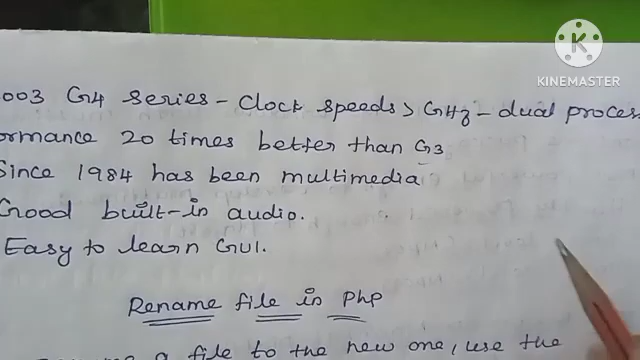 KINEMASTER
003 G4 series - clock speeds > GHz - dual process
ormance 20 times better than G3
Since 1984 has been multimedia
Good built-in audio.
Easy to learn GUI.
Rename file in Php
a file to the new one, use the